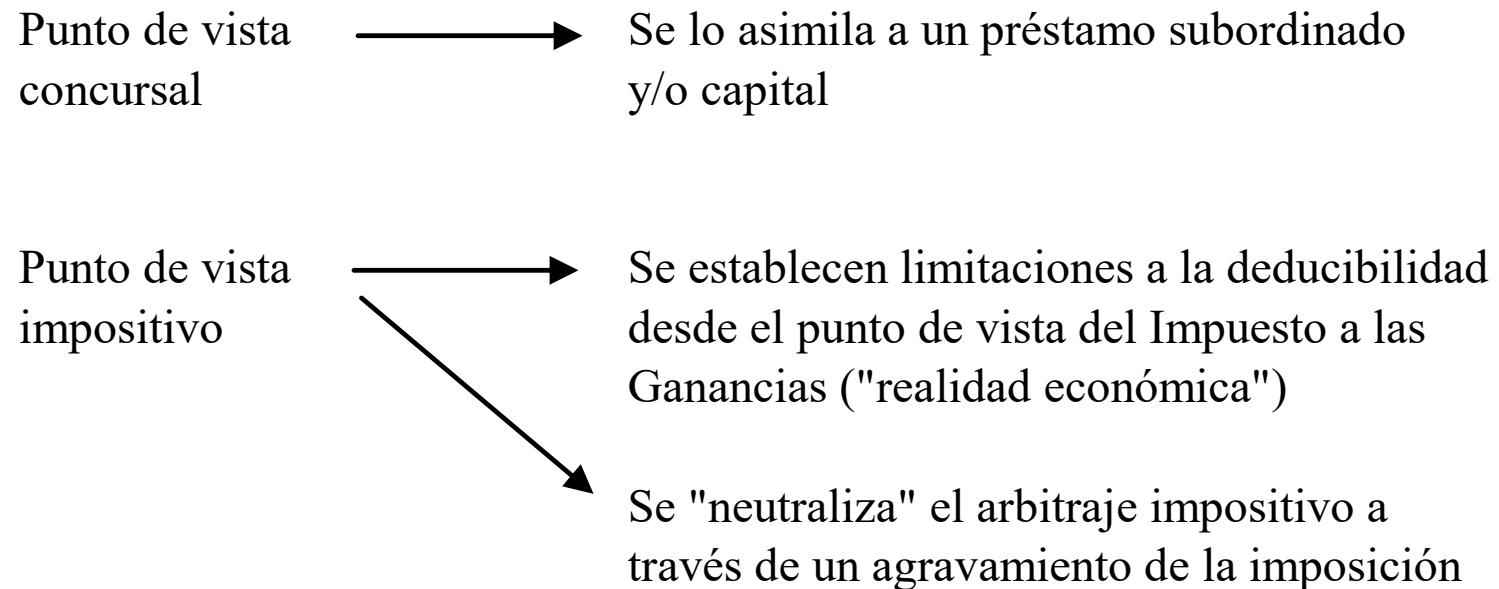 Punto de vista
concursal
Se lo asimila a un préstamo subordinado
y/o capital
Punto de vista
impositivo
Se establecen limitaciones a la deducibilidad
desde el punto de vista del Impuesto a las
Ganancias ("realidad económica")
Se "neutraliza" el arbitraje impositivo a
través de un agravamiento de la imposición